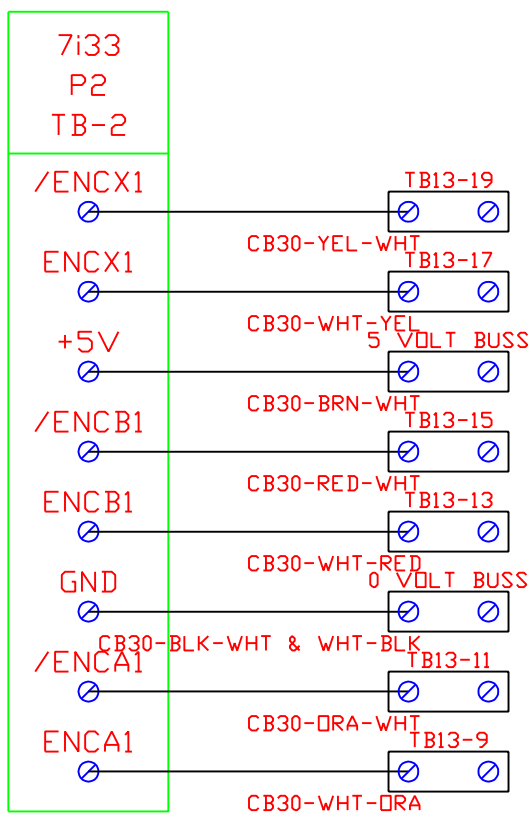 7i33
P2
TB-2
/ENCX1
TB13-19
CB30-YEL-WHT
ENCX1
TB13-17
CB30-WHT-YEL
+5V
5 VOLT BUSS
CB30-BRN-WHT
/ENCB1
TB13-15
CB30-RED-WHT
ENCB1
TB13-13
CB30-WHT-RED
GND
0 VOLT BUSS
CB30-BLK-WHT & WHT-BLK
/ENCA1
TB13-11
CB30-ORA-WHT
ENCA1
TB13-9
CB30-WHT-ORA